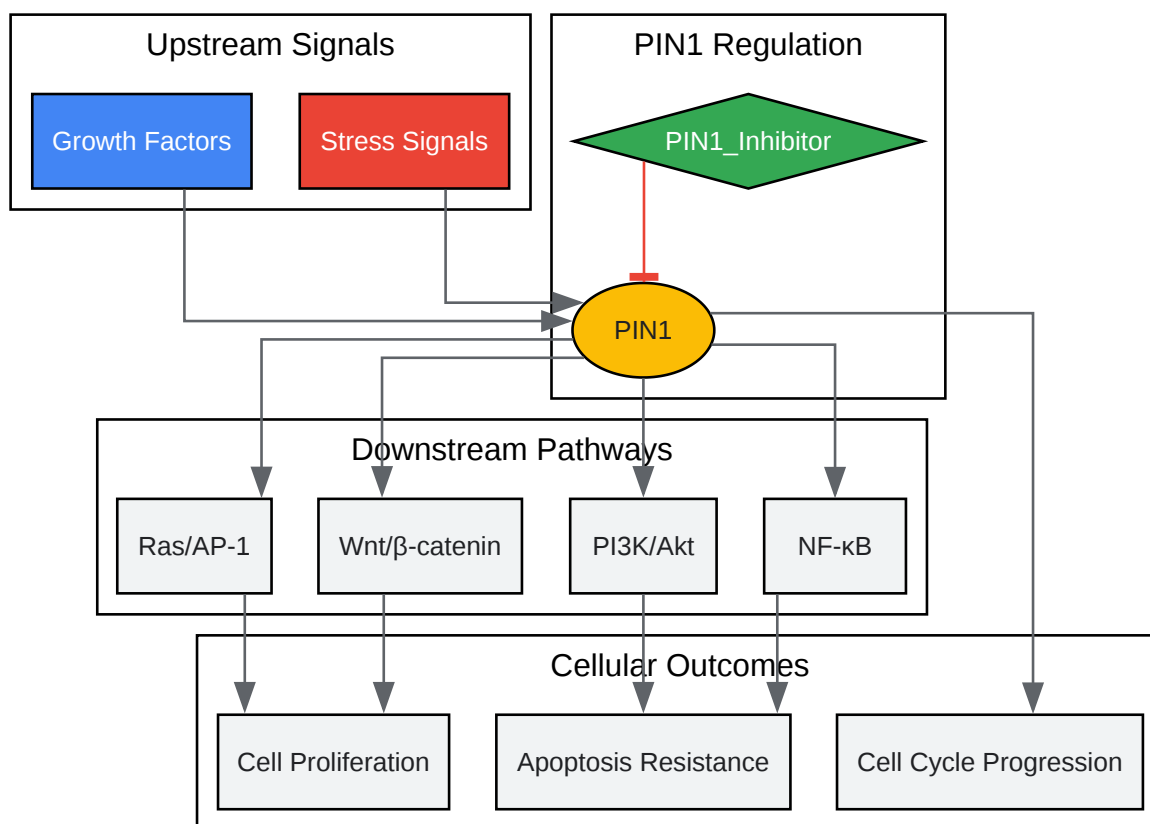 Upstream Signals
PIN1 Regulation
Growth Factors
Stress Signals
PIN1_Inhibitor
PIN1
Downstream Pathways
Ras/AP-1
Wnt/β-catenin
PI3K/Akt
NF-κB
Cellular Outcomes
Cell Proliferation
Apoptosis Resistance
Cell Cycle Progression